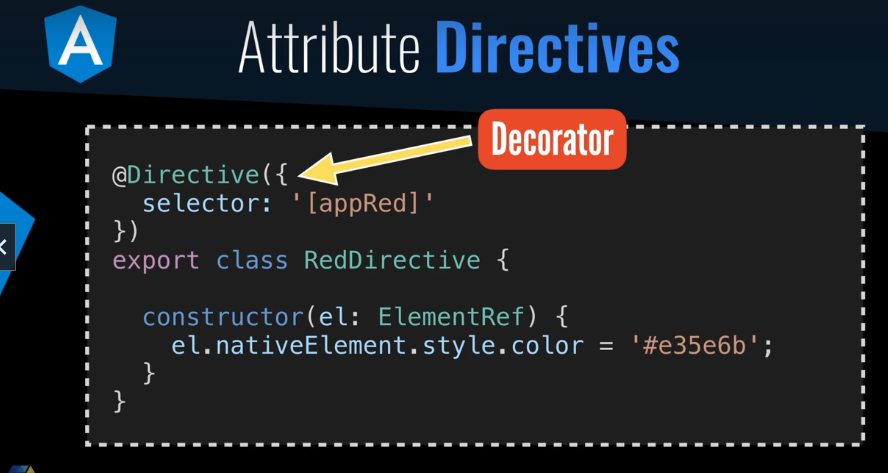 A
Attribute Directives
Decorator
@Directive({
  selector: '[appRed]'
})
export class RedDirective {
  constructor(el: ElementRef) {
    el.nativeElement.style.color = '#e35e6b';
  }
}